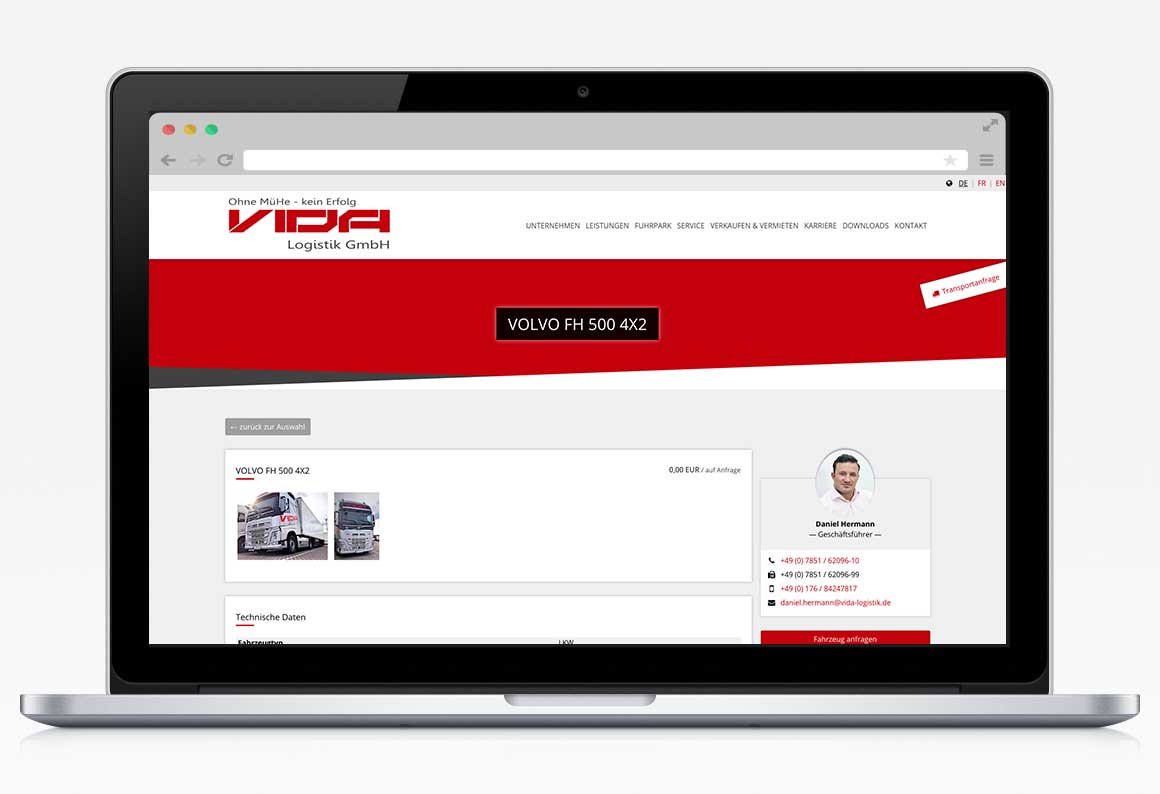 DE | FR | EN
Ohne MüHe - kein Erfolg
VIDA
Logistik GmbH
UNTERNEHMEN LEISTUNGEN FUHRPARK SERVICE VERKAUFEN & VERMIETEN KARRIERE DOWNLOADS KONTAKT
Transportanfrage
VOLVO FH 500 4X2
← zurück zur Auswahl
VOLVO FH 500 4X2
0,00 EUR / auf Anfrage
VIDA
Daniel Hermann
— Geschäftsführer —
+49 (0) 7851 / 62096-10
+49 (0) 7851 / 62096-99
+49 (0) 176 / 84247817
daniel.hermann@vida-logistik.de
Technische Daten
Fahrzeugtyp LKW
Fahrzeug anfragen